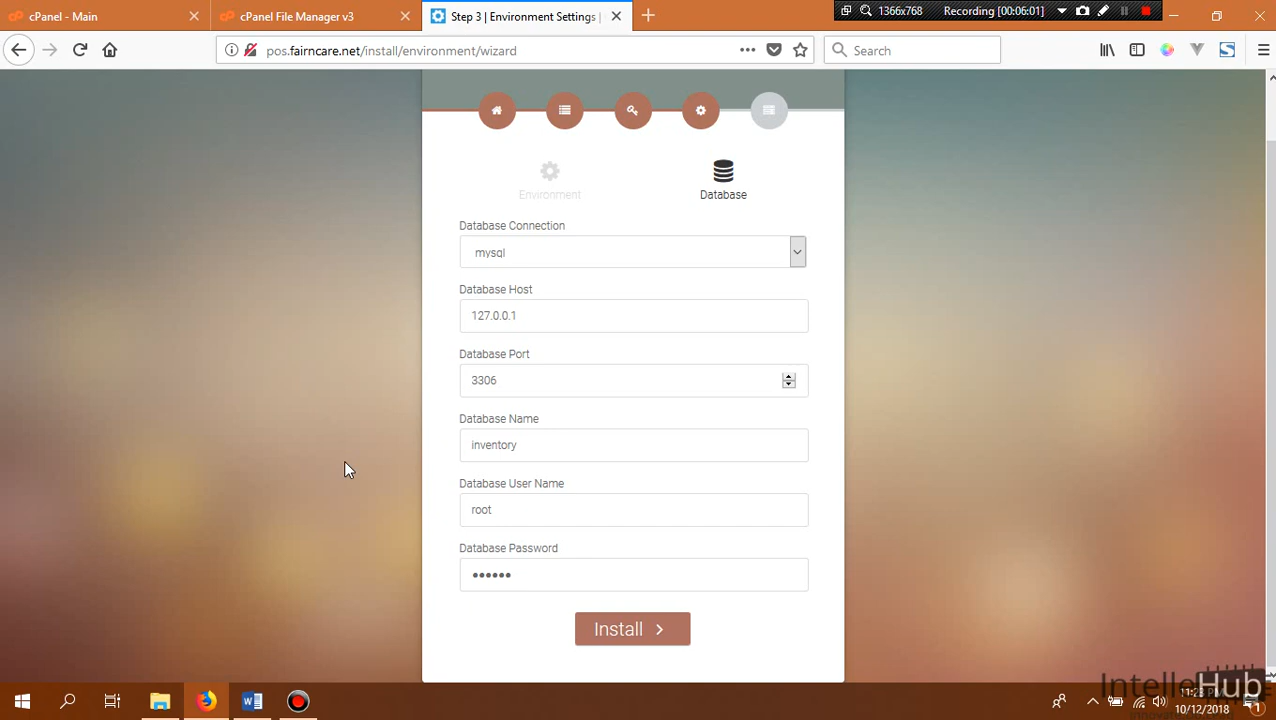 cPanel - Main
cPanel File Manager v3
Step 3 | Environment Settings |
1366x768
Recording [00:06:01]
pos.fairncare.net/install/environment/wizard
Search
Environment
Database
Database Connection
mysql
Database Host
127.0.0.1
Database Port
3306
Database Name
inventory
Database User Name
root
Database Password
••••••
Install
IntelleHub
10/12/2018